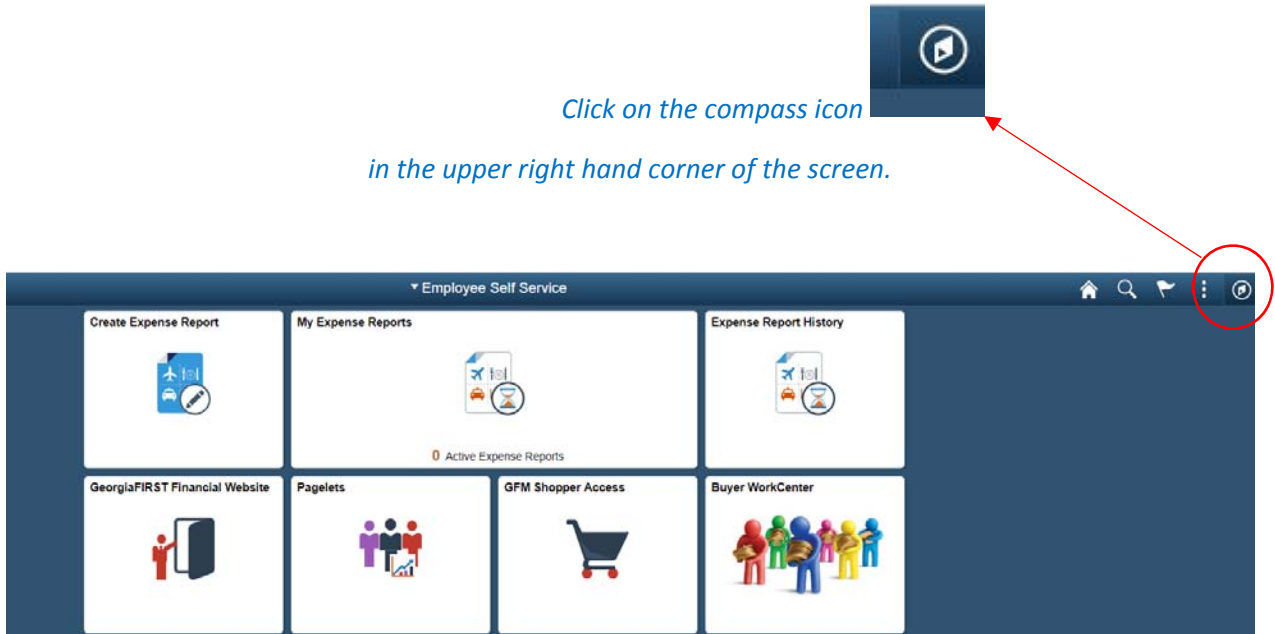 Click on the compass icon
in the upper right hand corner of the screen.
Employee Self Service
Create Expense Report
My Expense Reports
Expense Report History
0 Active Expense Reports
GeorgiaFIRST Financial Website
Pagelets
GFM Shopper Access
Buyer WorkCenter